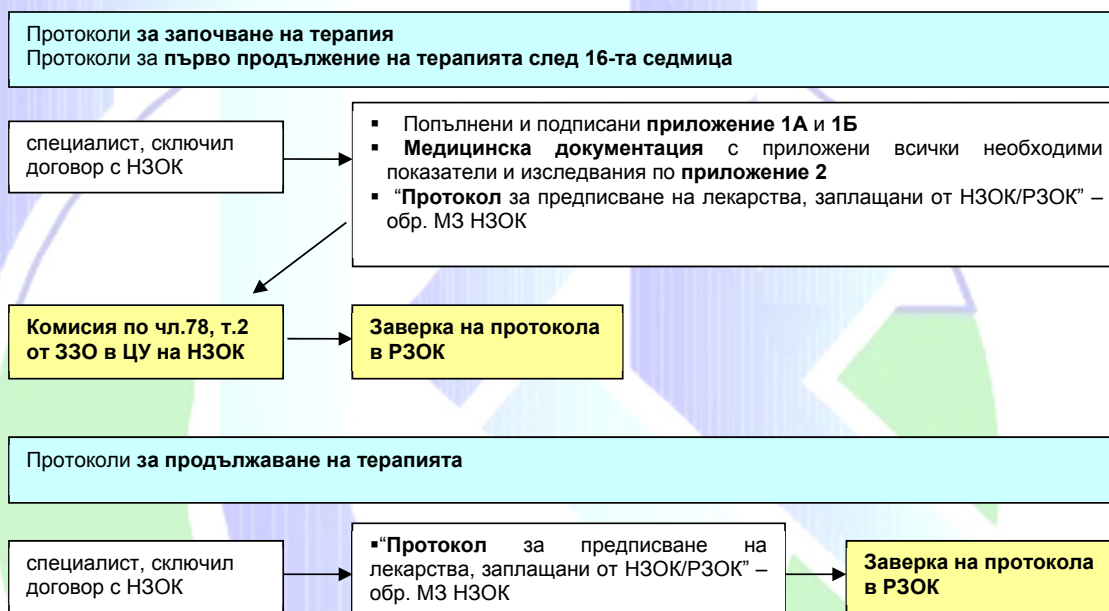 Протоколи за започване на терапия
Протоколи за първо продължение на терапията след 16-та седмица
специалист, сключил
договор с НЗОК
▪ Попълнени и подписани приложение 1А и 1Б
▪ Медицинска документация с приложени всички необходими
показатели и изследвания по приложение 2
▪ “Протокол за предписване на лекарства, заплащани от НЗОК/РЗОК” –
обр. МЗ НЗОК
Комисия по чл.78, т.2
от ЗЗО в ЦУ на НЗОК
Заверка на протокола
в РЗОК
Протоколи за продължаване на терапията
специалист, сключил
договор с НЗОК
▪“Протокол за предписване на
лекарства, заплащани от НЗОК/РЗОК” –
обр. МЗ НЗОК
Заверка на протокола
в РЗОК